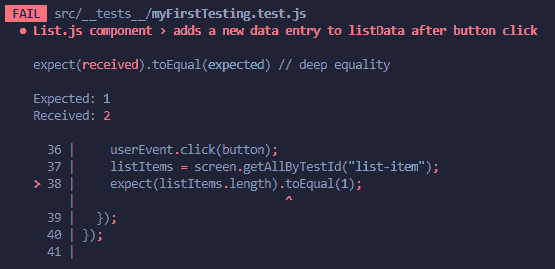 FAIL src/__tests__/myFirstTesting.test.js
● List.js component › adds a new data entry to listData after button click
expect(received).toEqual(expected) // deep equality
Expected: 1
Received: 2
36 |     userEvent.click(button);
37 |     listItems = screen.getAllByTestId("list-item");
> 38 |     expect(listItems.length).toEqual(1);
|                              ^
39 |   });
40 | });
41 |